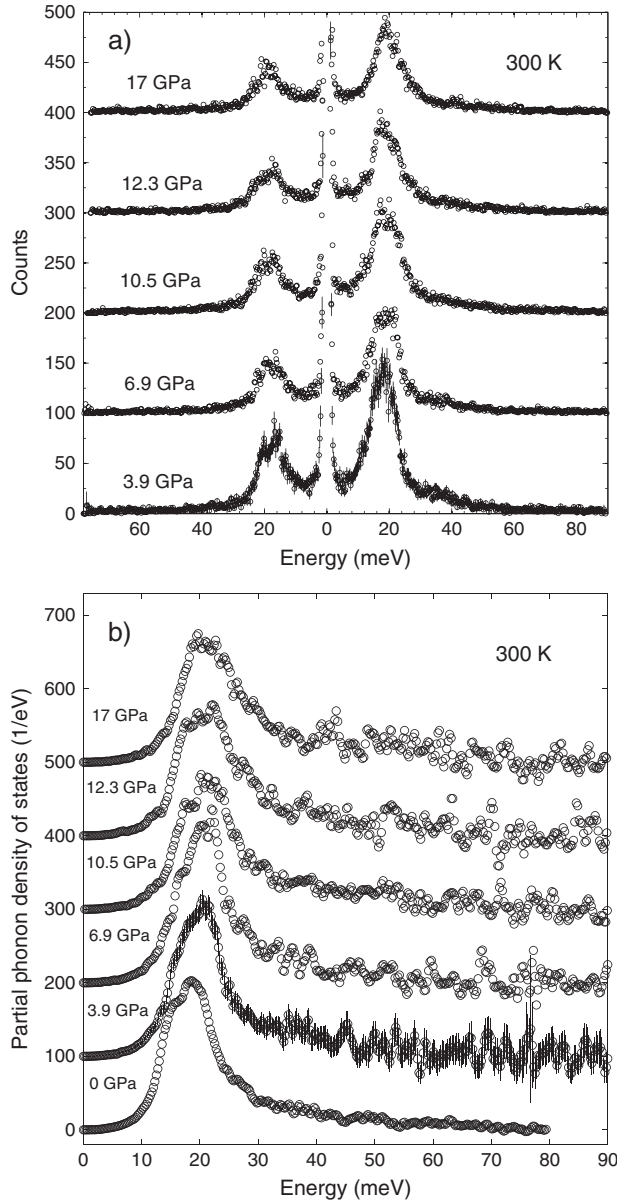 a)
300 K
500
450
400
350
300
250
200
150
100
50
0
Counts
17 GPa
12.3 GPa
10.5 GPa
6.9 GPa
3.9 GPa
60 40 20 0 20 40 60 80
Energy (meV)
b)
300 K
700
600
500
400
300
200
100
0
Partial phonon density of states (1/eV)
17 GPa
12.3 GPa
10.5 GPa
6.9 GPa
3.9 GPa
0 GPa
0 10 20 30 40 50 60 70 80 90
Energy (meV)